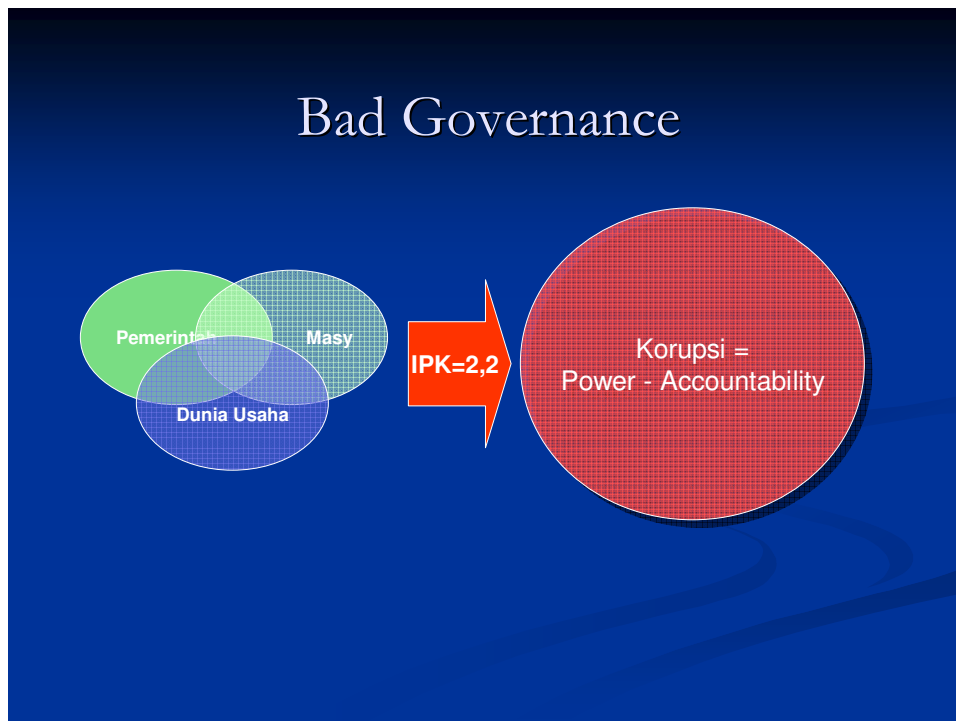 Bad Governance
Pemerintah
Masy
Dunia Usaha
IPK=2,2
Korupsi =
Power - Accountability